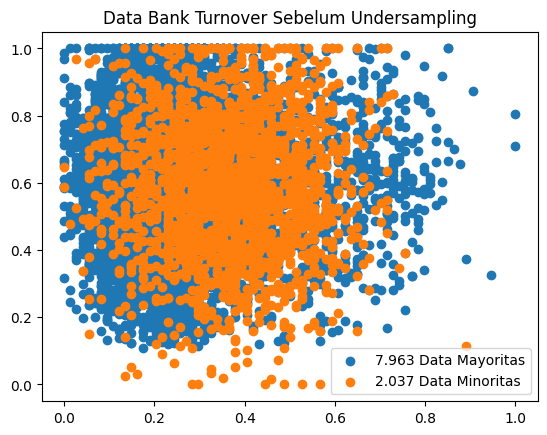 Data Bank Turnover Sebelum Undersampling
1.0
0.8
0.6
0.4
0.2
0.0
7.963 Data Mayoritas
2.037 Data Minoritas
0.0 0.2 0.4 0.6 0.8 1.0